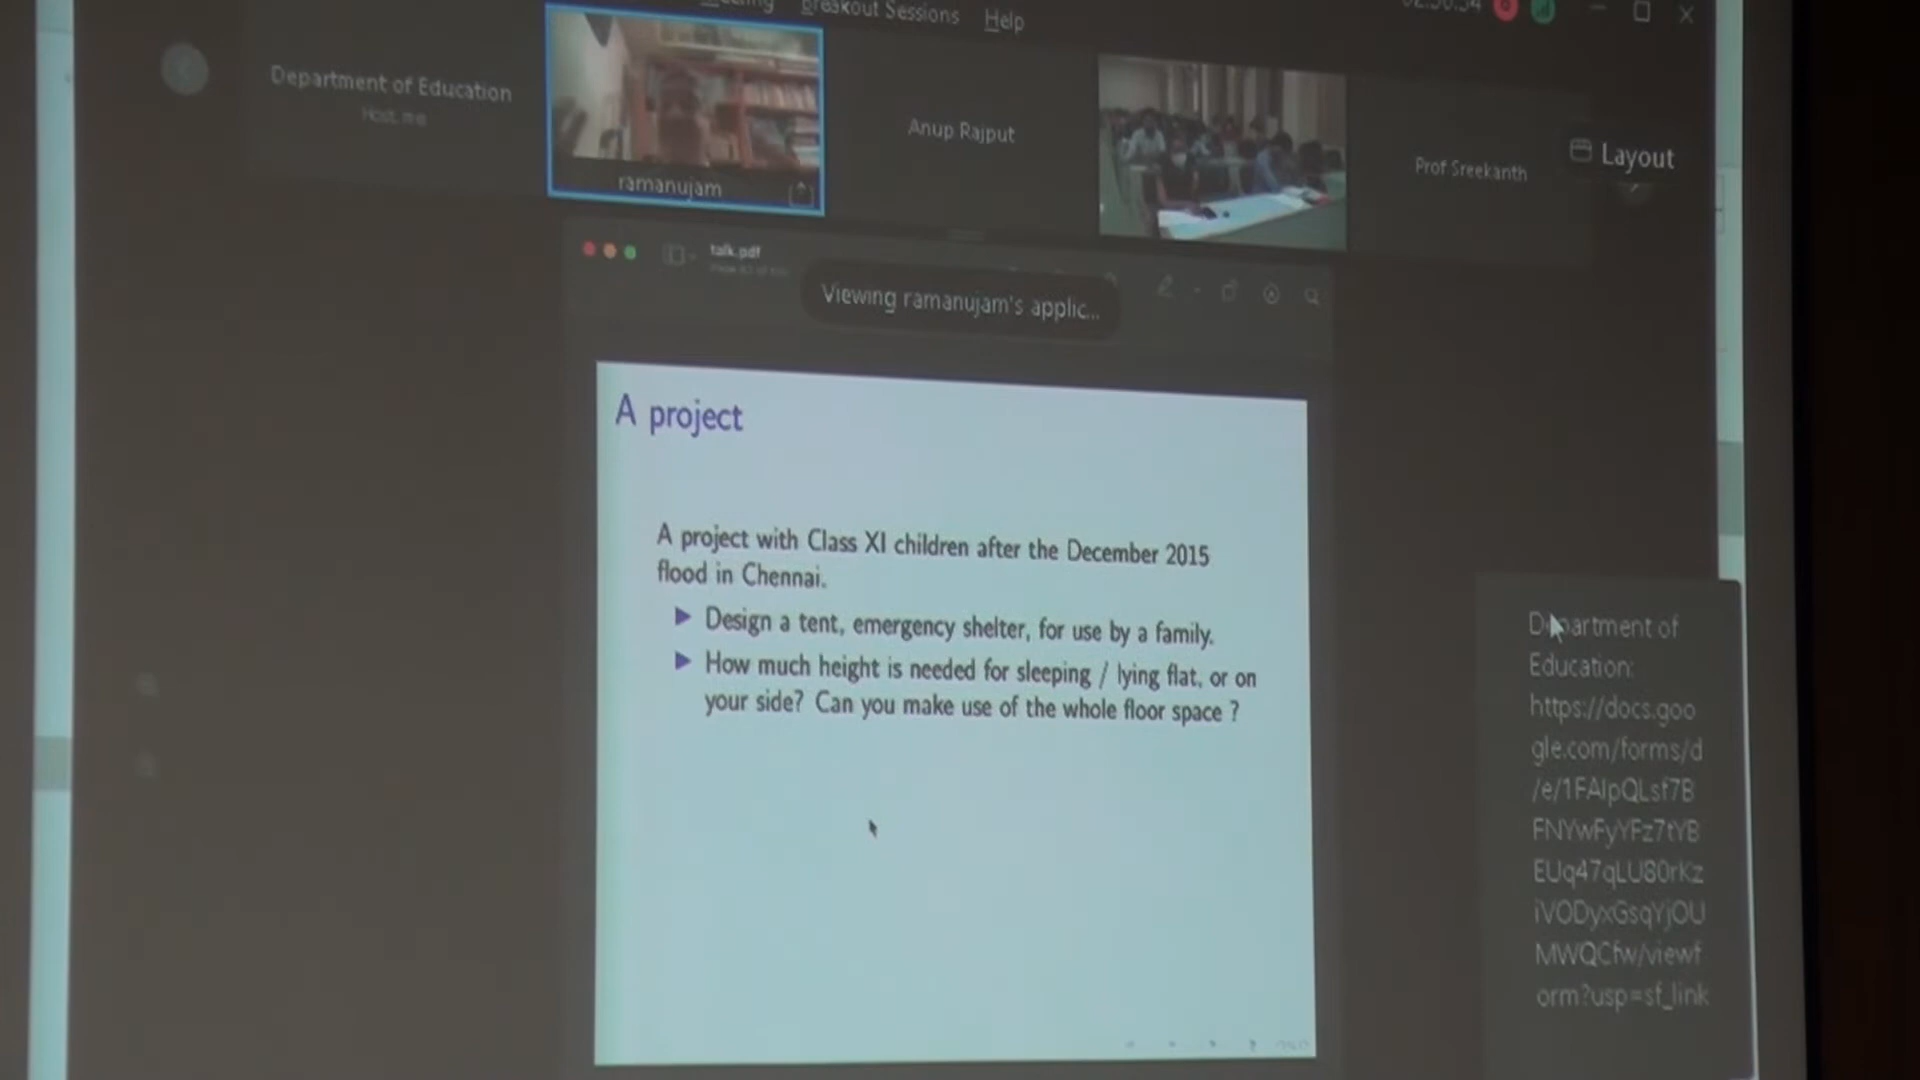 Breakout Sessions Help
Department of Education
Host, me
ramanujam
Anup Rajput
Prof Sreekanth
Layout
talk.pdf
Viewing ramanujam's applic...
A project
A project with Class XI children after the December 2015
flood in Chennai.
Design a tent, emergency shelter, for use by a family.
How much height is needed for sleeping / lying flat, or on
your side? Can you make use of the whole floor space ?
Department of
Education:
https://docs.goo
gle.com/forms/d
/e/1FAIpQLsf7B
FNYwFyYFz7tYB
EUq47qLU80rKz
iVODyxGsqYjOU
MWQCfw/viewf
orm?usp=sf_link